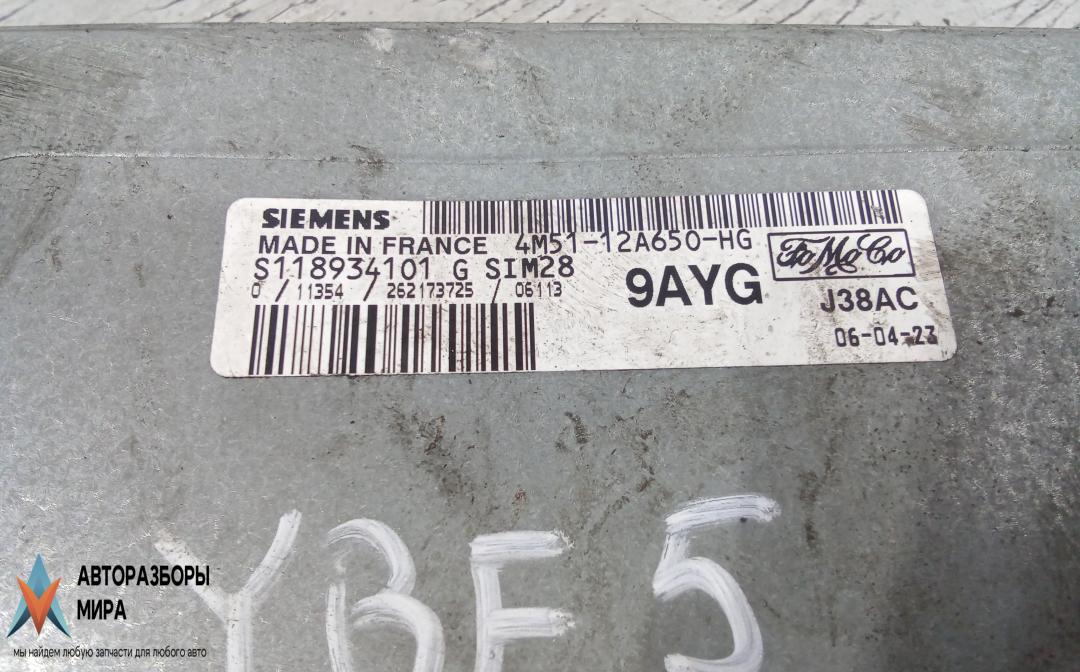 SIEMENS
MADE IN FRANCE 4M51-12A650-HG
FoMoCo
S118934101 G SIM28
9AYG
J38AC
0 / 11354 / 262173725 / 06113
06-04-23
YBE5
АВТОРАЗБОРЫ
МИРА
мы найдем любую запчасти для любого авто